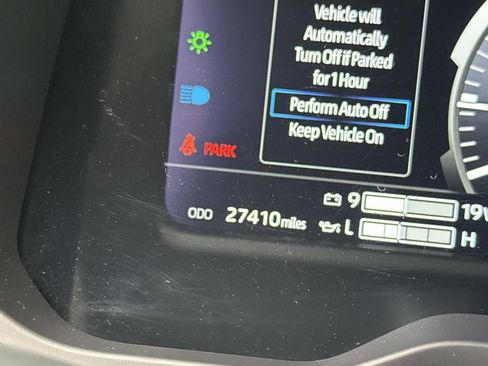 Vehicle will
Automatically
Turn Off if Parked
for 1 Hour
Perform Auto Off
Keep Vehicle On
PARK
9 19
ODO 27410 miles
L H